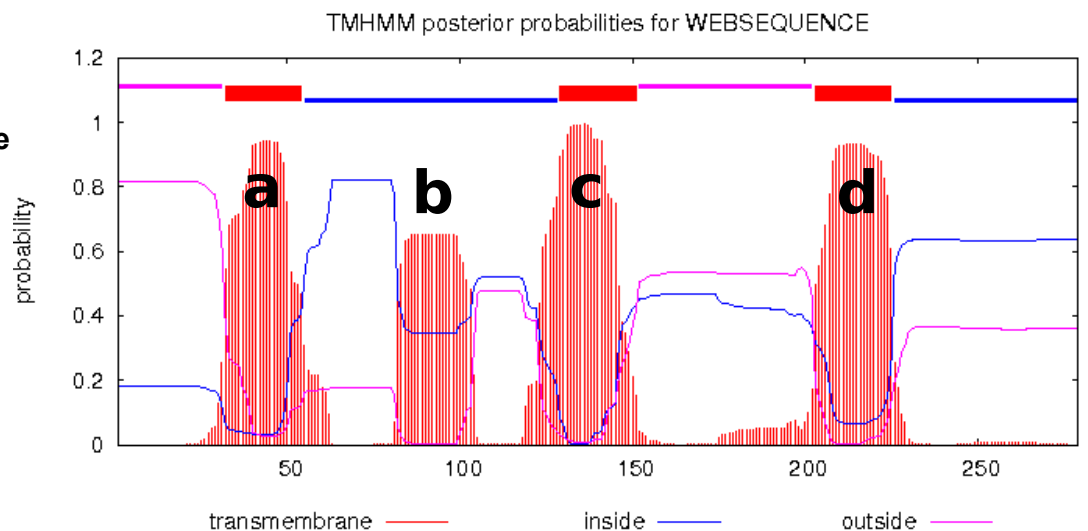 TMHMM posterior probabilities for WEBSEQUENCE
1.2
1
0.8
0.6
0.4
0.2
0
e
probability
a
b
c
d
50
100
150
200
250
transmembrane
inside
outside